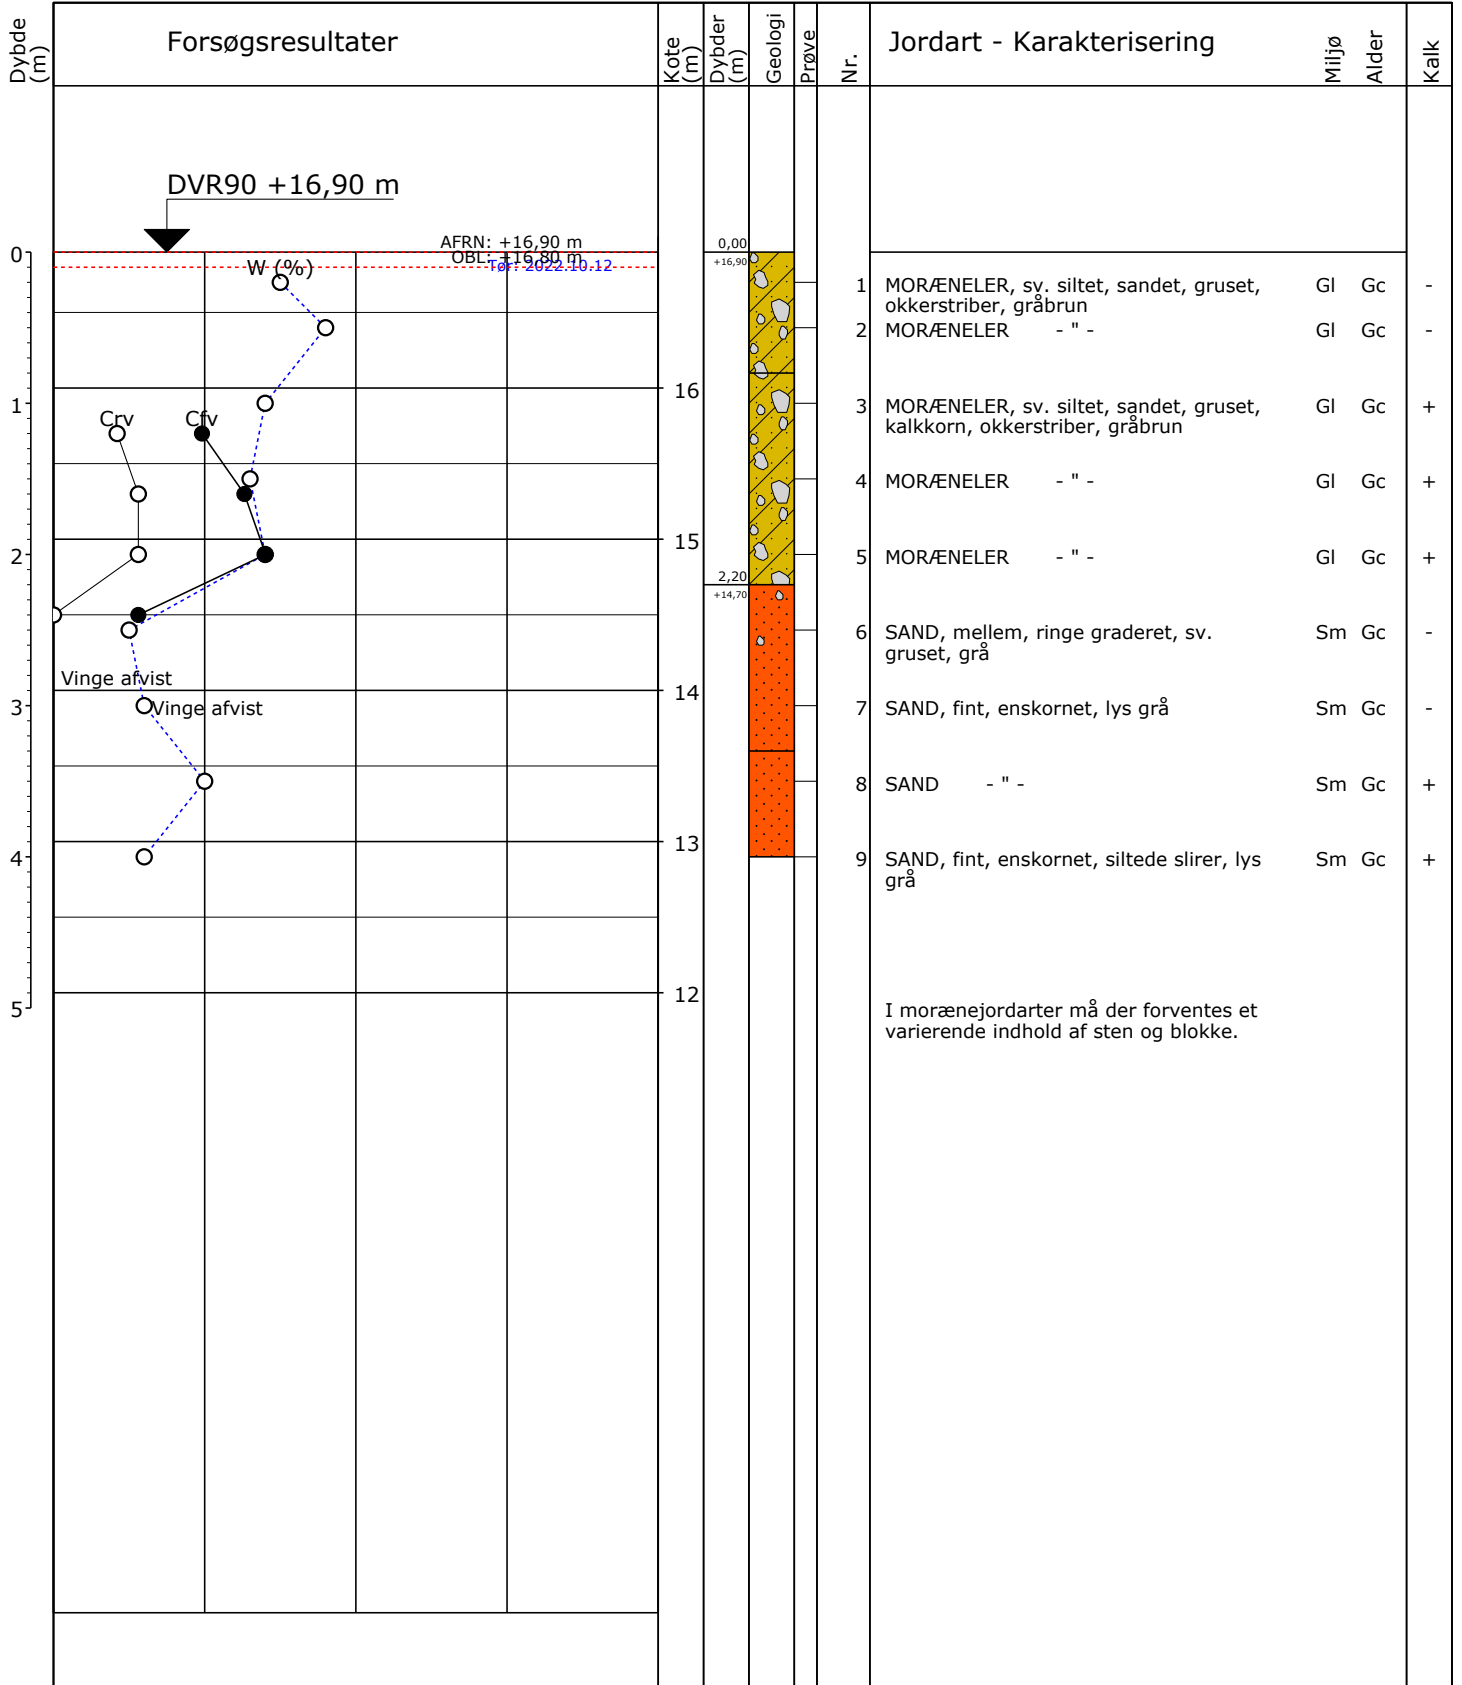 Dybde (m)
Forsøgsresultater
Kote (m)
Dybder (m)
Geologi
Prøve
Nr.
Jordart - Karakterisering
Miljø
Alder
Kalk
DVR90 +16,90 m
AFRN: +16,90 m
OBL: +16,80 m
Tør: 2022.10.12
W (%)
0
0,00
+16,90
1 MORÆNELER, sv. siltet, sandet, gruset, Gl Gc -
okkerstriber, gråbrun
2 MORÆNELER - " - Gl Gc -
16
1
Crv
Cfv
3 MORÆNELER, sv. siltet, sandet, gruset, Gl Gc +
kalkkorn, okkerstriber, gråbrun
4 MORÆNELER - " - Gl Gc +
15
2
5 MORÆNELER - " - Gl Gc +
2,20
+14,70
6 SAND, mellem, ringe graderet, sv. Sm Gc -
gruset, grå
Vinge afvist
14
3
Vinge afvist
7 SAND, fint, enskornet, lys grå Sm Gc -
8 SAND - " - Sm Gc +
13
4
9 SAND, fint, enskornet, siltede slirer, lys Sm Gc +
grå
12
5
I morænejordarter må der forventes et
varierende indhold af sten og blokke.